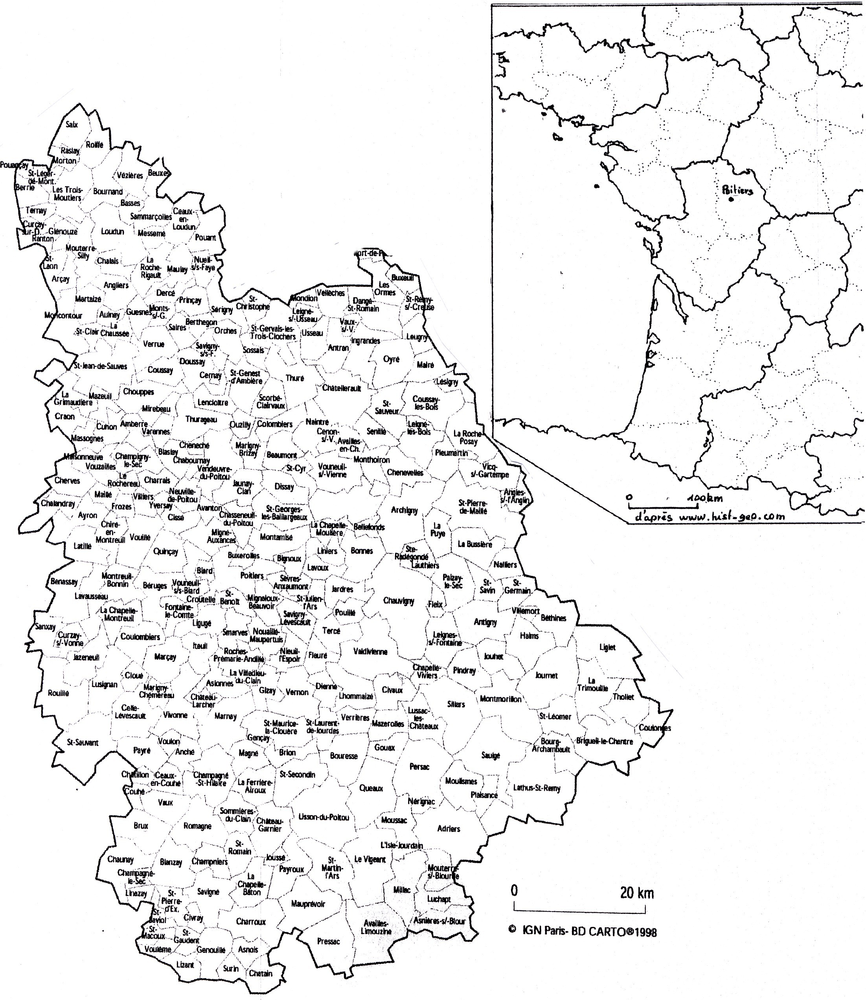 Saix
Roiffé
Raslay
Morton
Pouançay
St-Léger-
de-Mont.
Berrie
Vézières
Beuxes
Les Trois-
Moutiers
Bournand
Basses
Ternay
Sammarçolles
Ceaux-
en-
Loudun
Curçay-
sur-D.
Glénouze
Ranton
Loudun
Messemé
Pouant
Mouterre-
Silly
St-
Laon
Chalais
La
Roche-
Rigault
Maulay
Nueil-
s/s-Faye
Arçay
Angliers
Dercé
Prinçay
Martaizé
Moncontour
Aulnay
Guesnes
Monts-
s/-G.
Sérigny
St-
Christophe
Mondion
Vellèches
Leigné-
s/-Usseau
Dangé-
St-Romain
Les
Ormes
Buxeuil
St-Rémy-
s/-Creuse
St-Clair
La
Chaussée
Saires
Berthegon
Orches
St-Gervais-les-
Trois-Clochers
Usseau
Vaux-
s/-V.
Ingrandes
Leugny
Verrue
Savigny-
s/s-F.
Sossais
Antran
Oyré
Mairé
St-Jean-de-Sauves
Coussay
Doussay
Cernay
St-Genest
d'Ambière
Thuré
Châtellerault
Lésigny
La
Grimaudière
Mazeuil
Chouppes
Mirebeau
Lencloître
Scorbé-
Clairvaux
St-
Sauveur
Coussay-
les-Bois
Craon
Cuhon
Amberre
Varennes
Thurageau
Ouzilly
Colombiers
Naintré
Cenon-
s/-V.
Availles-
en-Ch.
Senillé
Leigné-
les-Bois
La Roche-
Posay
Massognes
Maisonneuve
Vouzailles
Champigny-
le-Sec
Blaslay
Cheneché
Chabournay
Marigny-
Brizay
Beaumont
Monthoiron
Pleumartin
Vendeuvre-
du-Poitou
St-Cyr
Vouneuil-
s/-Vienne
Chenevelles
Vicq-
s/-Gartempe
Cherves
Le
Rochereau
Charrais
Jaunay-
Clan
Dissay
Maillé
Villiers
Neuville-
de-Poitou
Yversay
Angles-
s/-l'Anglin
Chalandray
Frozes
Avanton
Ayron
Cissé
Chasseneuil-
du-Poitou
St-Georges-
les-Baillargeaux
Archigny
St-Pierre-
de-Maillé
Chiré-
en-
Montreuil
Vouillé
Migné-
Auxances
Montamisé
La Chapelle-
Moulière
Bellefonds
La
Puye
La Bussière
Latillé
Quinçay
Buxerolles
Bignoux
Liniers
Bonnes
Ste-
Radégonde
Lauthiers
Nalliers
Lavoux
Biard
Poitiers
Benassay
Montreuil-
Bonnin
Béruges
Vouneuil-
s/s-Biard
Sèvres-
Anxaumont
Jardres
Paizay-
le-Sec
St-
Savin
St-
Germain
Lavausseau
Croutelle
St-
Benoît
Mignaloux-
Beauvoir
St-Julien-
l'Ars
Chauvigny
Fleix
La Chapelle-
Montreuil
Fontaine-
le-Comte
Ligugé
Savigny-
Lévescault
Pouillé
Villemort
Béthines
Antigny
Sanxay
Curzay-
s/-Vonne
Coulombiers
Smarves
Nouaillé-
Maupertuis
Tercé
Leignes-
s/-Fontaine
Haims
Jazeneuil
Marçay
Iteuil
Roches-
Prémarie-Andillé
Nieuil-
l'Espoir
Fleuré
Valdivienne
Jouhet
Liglet
Cloué
La Villedieu-
du-Clain
Chapelle-
Viviers
Pindray
Journet
Lusignan
Rouillé
Marigny-
Chémereau
Aslonnes
Château-
Larcher
Gizay
Vernon
Dienné
Lhommaizé
Civaux
Sillars
Montmorillon
La
Trimouille
Thollet
Celle-
Lévescault
Vivonne
Marnay
St-Maurice-
la-Clouère
St-Laurent-
de-Jourdes
Verrières
Mazerolles
Lussac-
les-
Châteaux
St-Léomer
Coulonges
St-Sauvant
Gençay
Voulon
Payré
Anché
Magné
Brion
Bouresse
Gouex
Saulgé
Bourg-
Archambault
Brigueil-le-Chantre
Persac
Châtillon
Ceaux-
en-Couhé
Champagné
-St-Hilaire
La Ferrière-
Airoux
St-Secondin
Queaux
Moulismes
Plaisance
Lathus-St-Remy
Couhé
Vaux
Nérignac
Sommières-
du-Clain
Château-
Garnier
Usson-du-Poitou
Moussac
Adriers
Brux
Romagne
St-
Romain
L'Isle-Jourdain
Chaunay
Blanzay
Champniers
Joussé
Payroux
St-
Martin-
l'Ars
Le Vigeant
Mouterre-
s/-Blourde
Champagné-
le-Sec
Linazay
St-
Pierre-
d'Ex.
Savigné
La
Chapelle-
Bâton
Mauprévoir
Millac
Luchapt
St-
Saviol
Civray
Charroux
Availles-
Limouzine
Asnières-s/-Blour
St-
Macoux
St-
Gaudent
Voulême
Genouillé
Asnois
Pressac
Lizant
Surin
Chatain
Poitiers
0 100km
d'après www.hist-geo.com
0 20 km
© IGN Paris- BD CARTO®1998